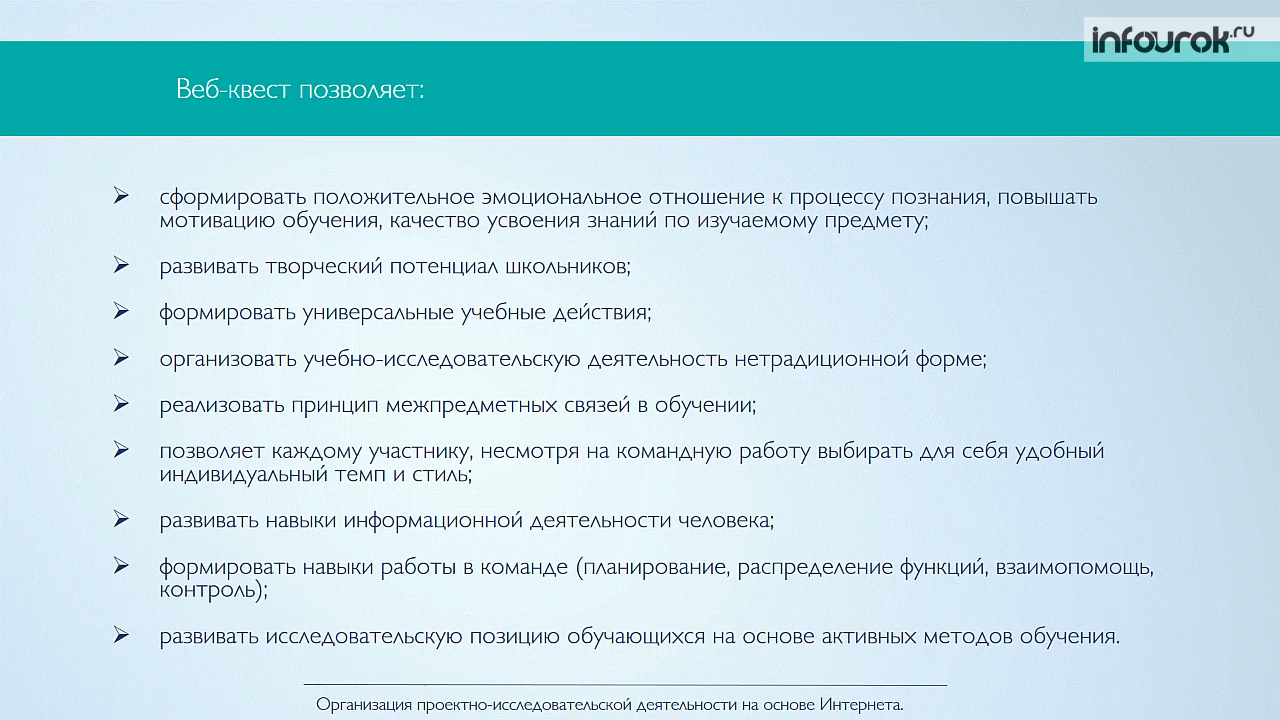 infourok.ru
Веб-квест позволяет:
сформировать положительное эмоциональное отношение к процессу познания, повышать
мотивацию обучения, качество усвоения знаний по изучаемому предмету;
развивать творческий потенциал школьников;
формировать универсальные учебные действия;
организовать учебно-исследовательскую деятельность нетрадиционной форме;
реализовать принцип межпредметных связей в обучении;
позволяет каждому участнику, несмотря на командную работу выбирать для себя удобный
индивидуальный темп и стиль;
развивать навыки информационной деятельности человека;
формировать навыки работы в команде (планирование, распределение функций, взаимопомощь,
контроль);
развивать исследовательскую позицию обучающихся на основе активных методов обучения.
Организация проектно-исследовательской деятельности на основе Интернета.